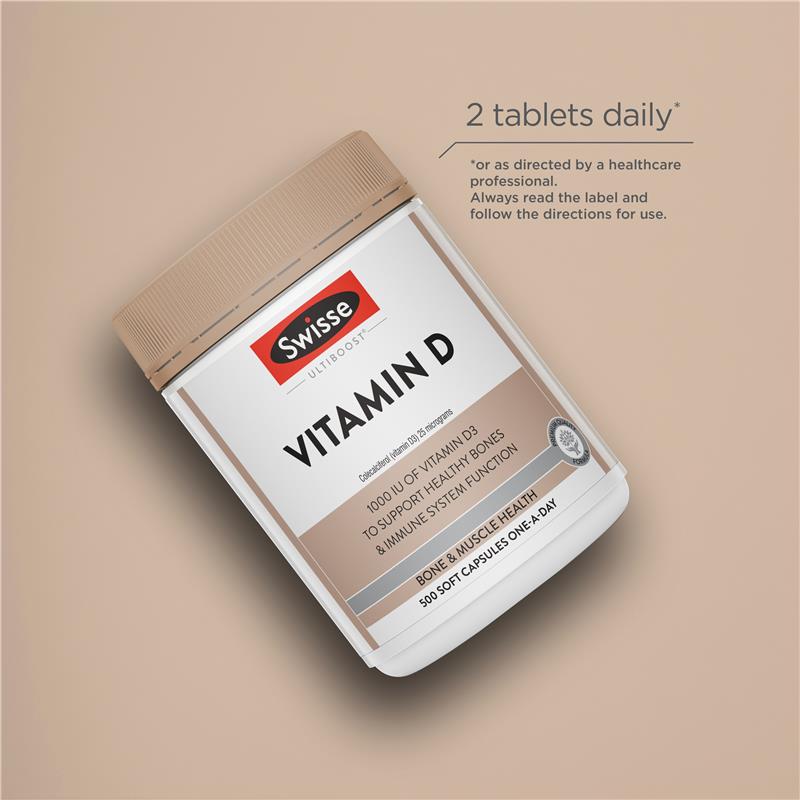 2 tablets daily*
*or as directed by a healthcare
professional.
Always read the label and
follow the directions for use.
Swisse
ULTIBOOST®
VITAMIN D
Colecalciferol (vitamin D3) 25 micrograms
1000 IU OF VITAMIN D3
TO SUPPORT HEALTHY BONES
& IMMUNE SYSTEM FUNCTION
BONE & MUSCLE HEALTH
500 SOFT CAPSULES ONE-A-DAY